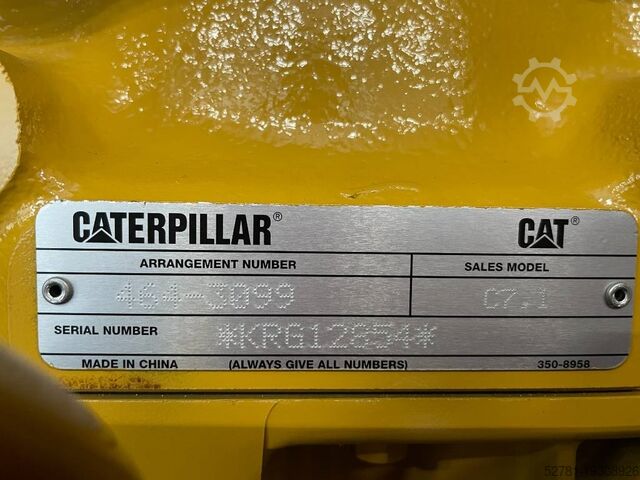 CATERPILLAR® CAT®
ARRANGEMENT NUMBER SALES MODEL
464-3099 C7.1
SERIAL NUMBER *KRG12854*
MADE IN CHINA (ALWAYS GIVE ALL NUMBERS) 350-8958